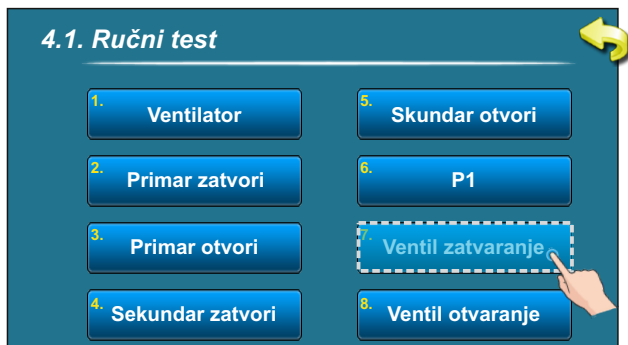 4.1. Ručni test
1. Ventilator
2. Primar zatvori
3. Primar otvori
4. Sekundar zatvori
5. Skundar otvori
6. P1
7. Ventil zatvaranje
8. Ventil otvaranje